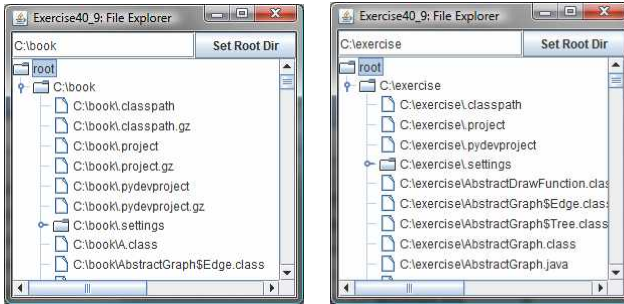 Exercise40_9: File Explorer
C:\book Set Root Dir
root
C:\book
C:\book\.classpath
C:\book\.classpath.gz
C:\book\.project
C:\book\.project.gz
C:\book\.pydevproject
C:\book\.pydevproject.gz
C:\book\.settings
C:\book\A.class
C:\book\AbstractGraph$Edge.class
Exercise40_9: File Explorer
C:\exercise Set Root Dir
root
C:\exercise
C:\exercise\.classpath
C:\exercise\.project
C:\exercise\.pydevproject
C:\exercise\.settings
C:\exercise\AbstractDrawFunction.clas
C:\exercise\AbstractGraph$Edge.clas
C:\exercise\AbstractGraph$Tree.class
C:\exercise\AbstractGraph.class
C:\exercise\AbstractGraph.java